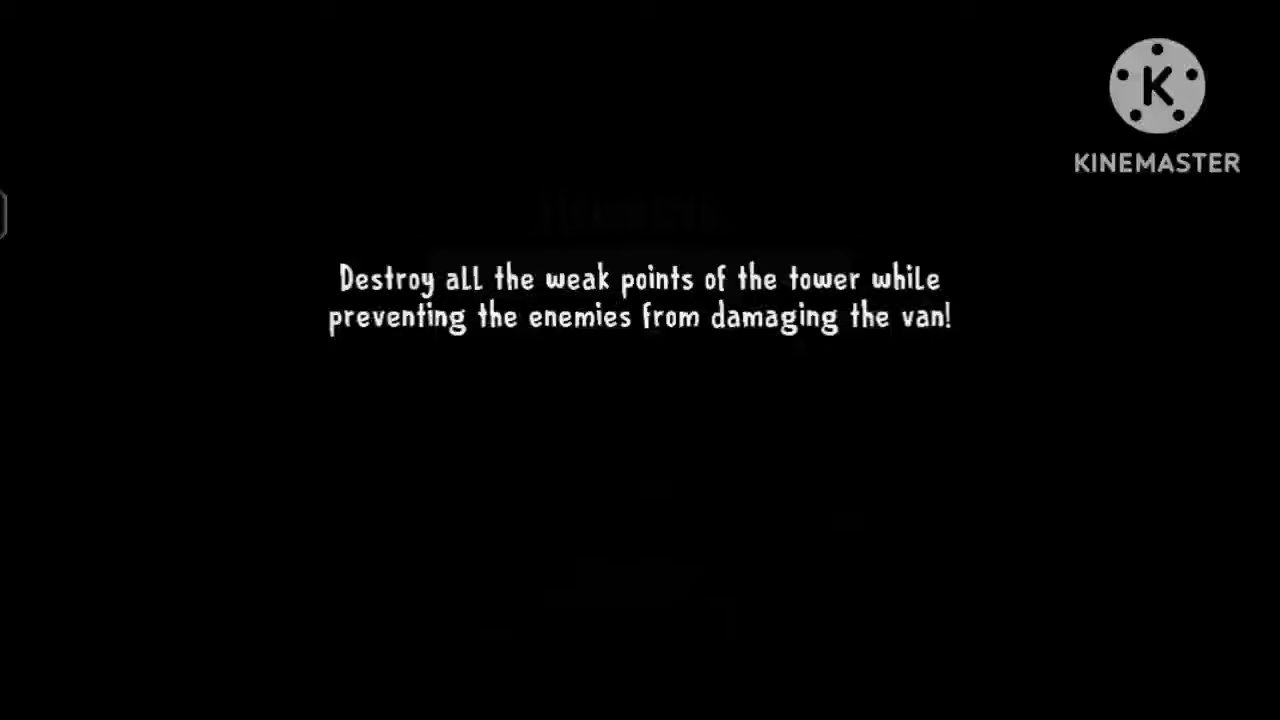 K
KINEMASTER
Destroy all the weak points of the tower while
preventing the enemies from damaging the van!